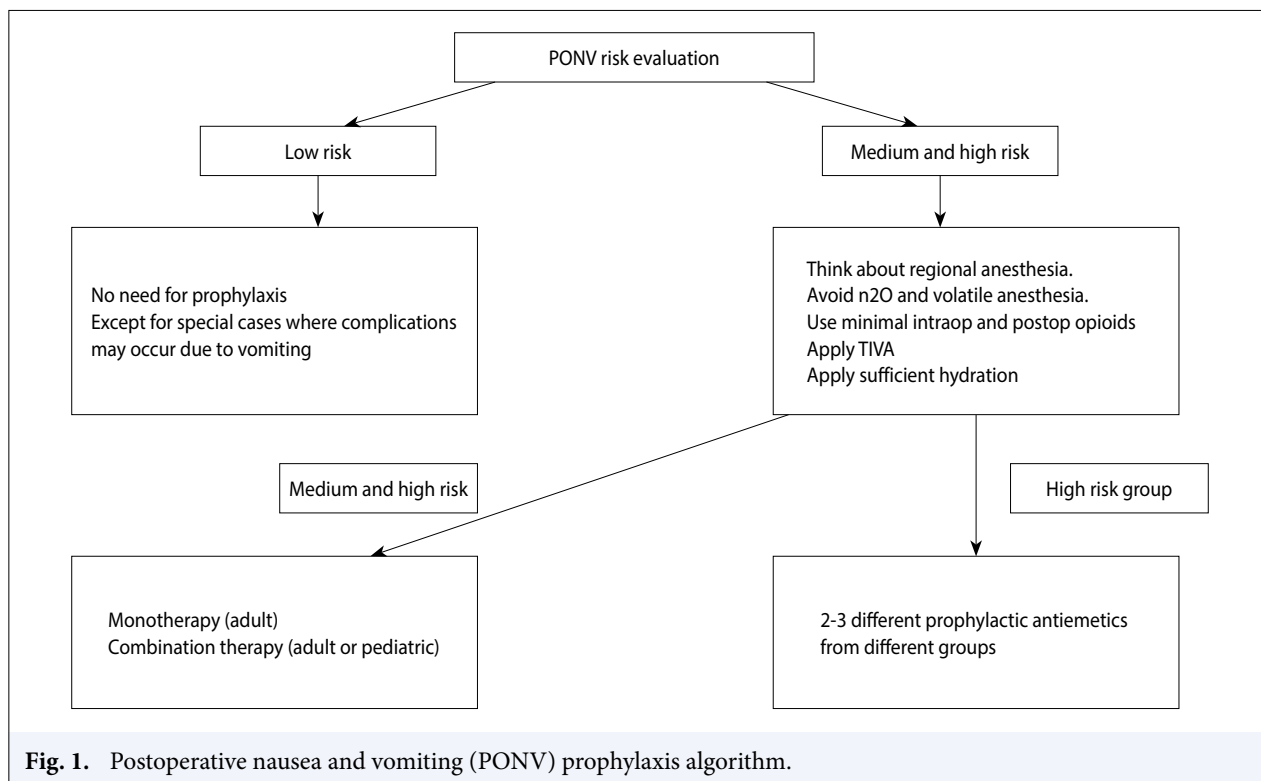 PONV risk evaluation
Low risk
Medium and high risk
No need for prophylaxis
Except for special cases where complications
may occur due to vomiting
Think about regional anesthesia.
Avoid n2O and volatile anesthesia.
Use minimal intraop and postop opioids
Apply TIVA
Apply sufficient hydration
Medium and high risk
High risk group
Monotherapy (adult)
Combination therapy (adult or pediatric)
2-3 different prophylactic antiemetics
from different groups
Fig. 1. Postoperative nausea and vomiting (PONV) prophylaxis algorithm.